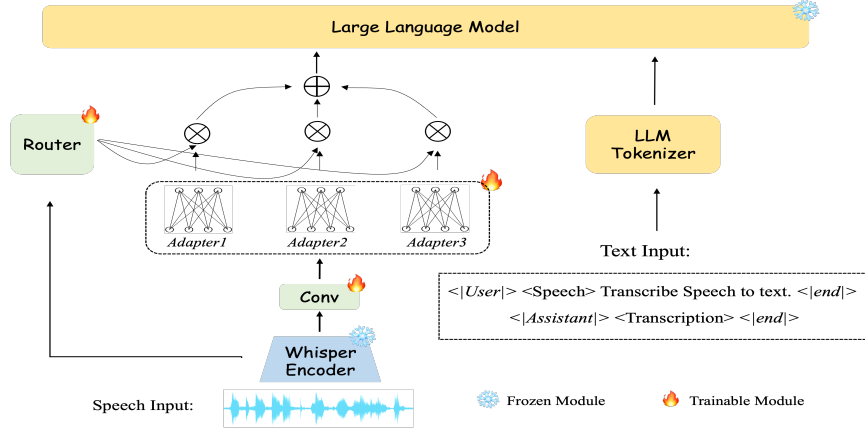 Large Language Model
Router
LLM
Tokenizer
Adapter1
Adapter2
Adapter3
Text Input:
Conv
<|User|> <Speech> Transcribe Speech to text. <|end|>
<|Assistant|> <Transcription> <|end|>
Whisper
Encoder
Speech Input:
Frozen Module
Trainable Module